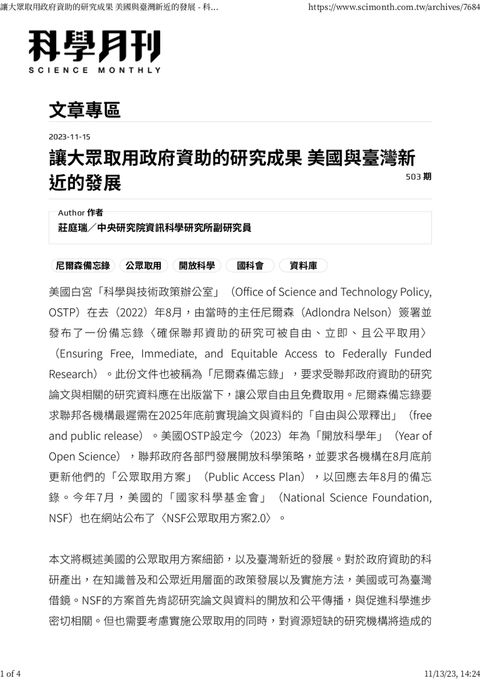 讓大眾取用政府資助的研究成果 美國與臺灣新近的發展 - 科... https://www.scimonth.com.tw/archives/7684
科學月刊
SCIENCE MONTHLY
文章專區
2023-11-15
讓大眾取用政府資助的研究成果 美國與臺灣新
近的發展
503 期
Author 作者
莊庭瑞／中央研究院資訊科學研究所副研究員
尼爾森備忘錄 公眾取用 開放科學 國科會 資料庫
美國白宮「科學與技術政策辦公室」（Office of Science and Technology Policy,
OSTP）在去（2022）年8月，由當時的主任尼爾森（Adlondra Nelson）簽署並
發布了一份備忘錄〈確保聯邦資助的研究可被自由、立即、且公平取用〉
（Ensuring Free, Immediate, and Equitable Access to Federally Funded
Research）。此份文件也被稱為「尼爾森備忘錄」，要求受聯邦政府資助的研究
論文與相關的研究資料應在出版當下，讓公眾自由且免費取用。尼爾森備忘錄要
求聯邦各機構最遲需在2025年底前實現論文與資料的「自由與公眾釋出」（free
and public release）。美國OSTP設定今（2023）年為「開放科學年」（Year of
Open Science），聯邦政府各部門發展開放科學策略，並要求各機構在8月底前
更新他們的「公眾取用方案」（Public Access Plan），以回應去年8月的備忘
錄。今年7月，美國的「國家科學基金會」（National Science Foundation,
NSF）也在網站公布了〈NSF公眾取用方案2.0〉。
本文將概述美國的公眾取用方案細節，以及臺灣新近的發展。對於政府資助的科
研產出，在知識普及和公眾近用層面的政策發展以及實施方法，美國或可為臺灣
借鏡。NSF的方案首先肯認研究論文與資料的開放和公平傳播，與促進科學進步
密切相關。但也需要考慮實施公眾取用的同時，對資源短缺的研究機構將造成的
1 of 4 11/13/23, 14:24